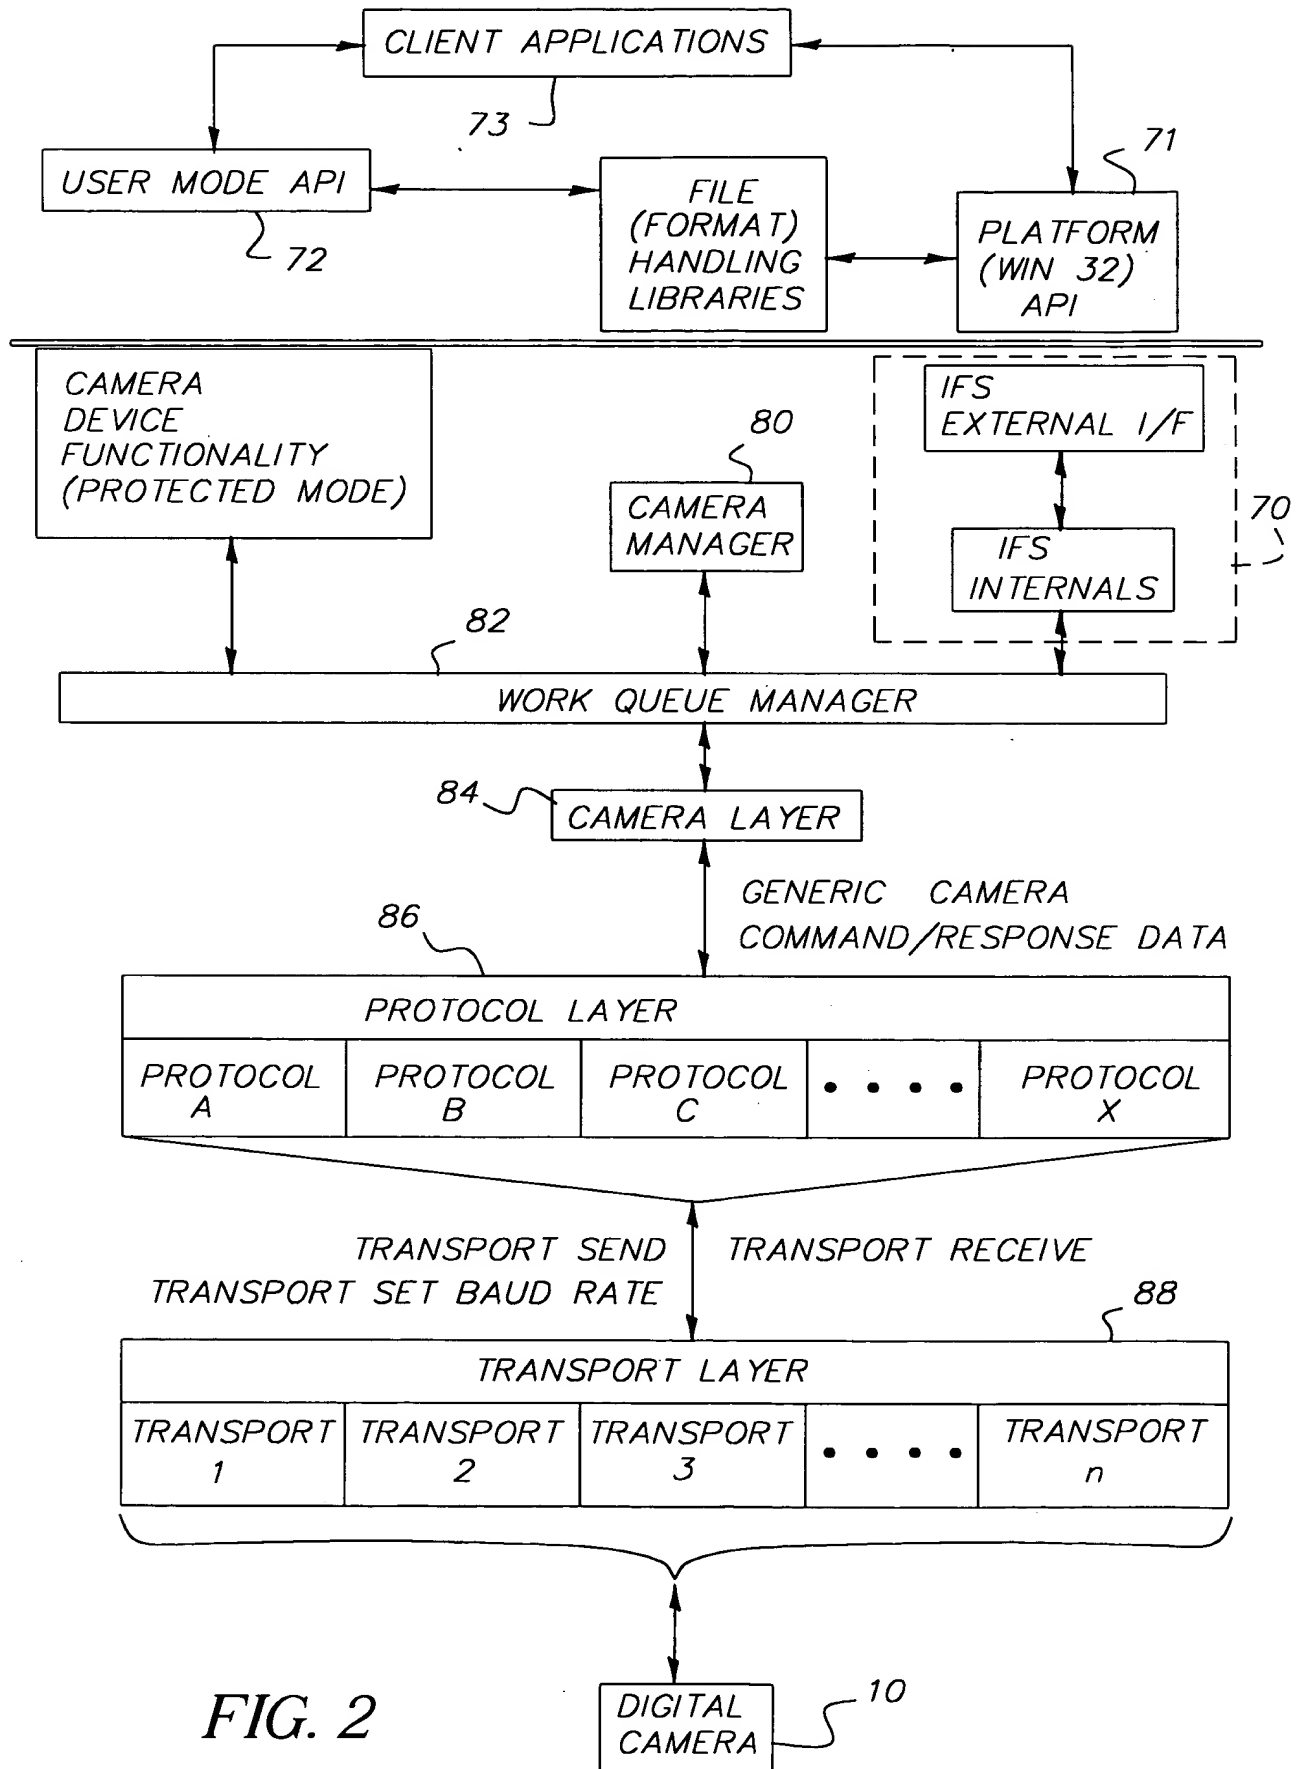 CLIENT APPLICATIONS
73
71
USER MODE API
72
FILE
(FORMAT)
HANDLING
LIBRARIES
PLATFORM
(WIN 32)
API
CAMERA
DEVICE
FUNCTIONALITY
(PROTECTED MODE)
80
CAMERA
MANAGER
IFS
EXTERNAL I/F
IFS
INTERNALS
70
82
WORK QUEUE MANAGER
84
CAMERA LAYER
GENERIC CAMERA
COMMAND/RESPONSE DATA
86
PROTOCOL LAYER
PROTOCOL
A
PROTOCOL
B
PROTOCOL
C
PROTOCOL
X
TRANSPORT SEND
TRANSPORT SET BAUD RATE
TRANSPORT RECEIVE
88
TRANSPORT LAYER
TRANSPORT
1
TRANSPORT
2
TRANSPORT
3
TRANSPORT
n
DIGITAL
CAMERA
10
FIG. 2